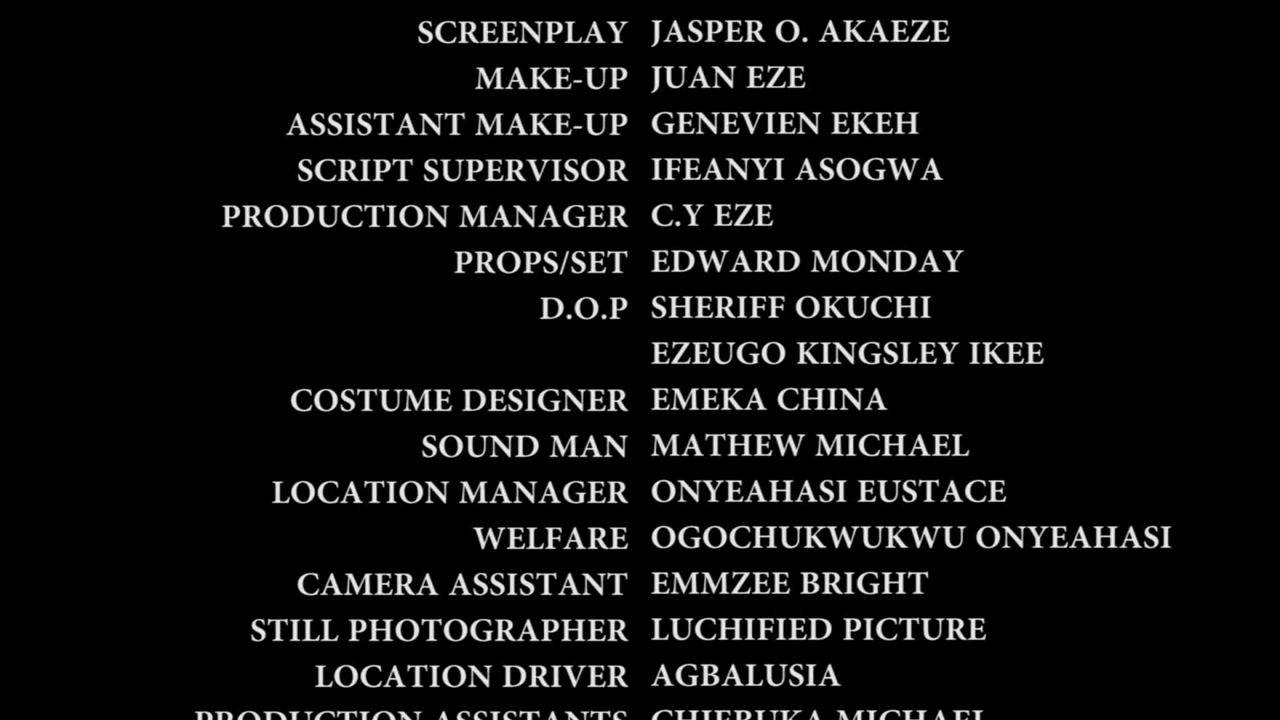 SCREENPLAY JASPER O. AKAEZE
MAKE-UP JUAN EZE
ASSISTANT MAKE-UP GENEVIEN EKEH
SCRIPT SUPERVISOR IFEANYI ASOGWA
PRODUCTION MANAGER C.Y EZE
PROPS/SET EDWARD MONDAY
D.O.P SHERIFF OKUCHI
EZEUGO KINGSLEY IKEE
COSTUME DESIGNER EMEKA CHINA
SOUND MAN MATHEW MICHAEL
LOCATION MANAGER ONYEAHASI EUSTACE
WELFARE OGOCHUKWUKWU ONYEAHASI
CAMERA ASSISTANT EMMZEE BRIGHT
STILL PHOTOGRAPHER LUCHIFIED PICTURE
LOCATION DRIVER AGBALUSIA
PRODUCTION ASSISTANTS CHIEBUKA MICHAEL